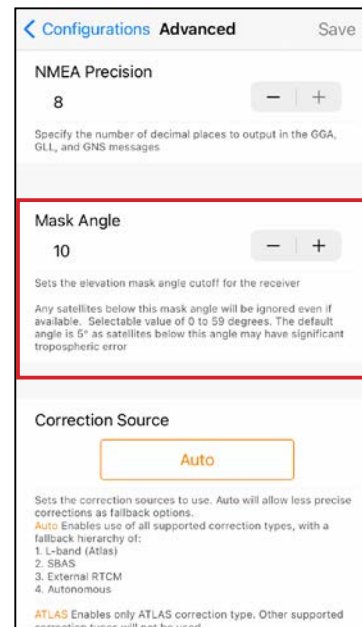 Configurations Advanced Save
NMEA Precision
8 − +
Specify the number of decimal places to output in the GGA,
GLL, and GNS messages
Mask Angle
10 − +
Sets the elevation mask angle cutoff for the receiver
Any satellites below this mask angle will be ignored even if
available. Selectable value of 0 to 59 degrees. The default
angle is 5° as satellites below this angle may have significant
tropospheric error
Correction Source
Auto
Sets the correction sources to use. Auto will allow less precise
corrections as fallback options.
Auto Enables use of all supported correction types, with a
fallback hierarchy of:
1. L-band (Atlas)
2. SBAS
3. External RTCM
4. Autonomous
ATLAS Enables only ATLAS correction type. Other supported
correction types will not be used